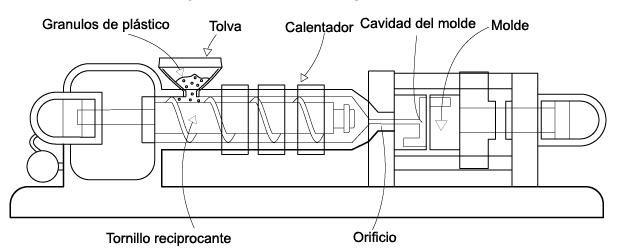 Granulos de plástico
Tolva
Calentador
Cavidad del molde
Molde
Tornillo reciprocante
Orificio